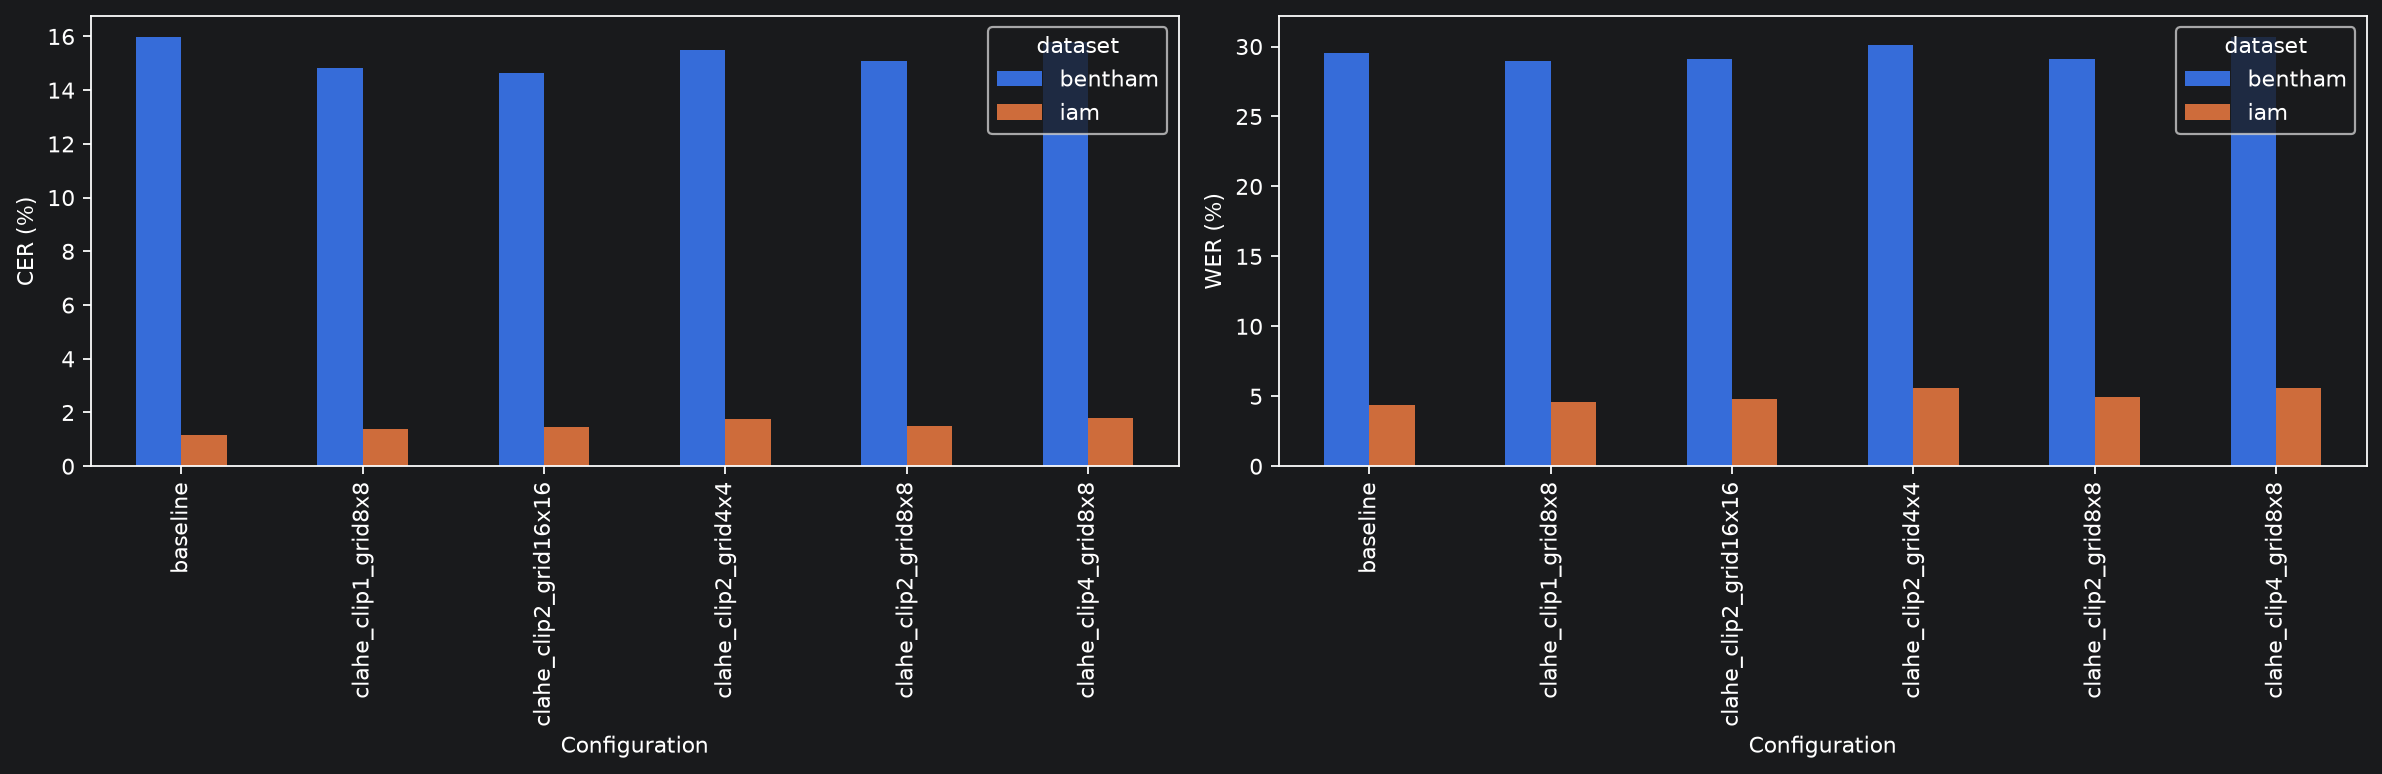 CER (%)
16
14
12
10
8
6
4
2
0
dataset
bentham
iam
baseline
clahe_clip1_grid8x8
clahe_clip2_grid16x16
clahe_clip2_grid4x4
clahe_clip2_grid8x8
clahe_clip4_grid8x8
Configuration
WER (%)
30
25
20
15
10
5
0
dataset
bentham
iam
baseline
clahe_clip1_grid8x8
clahe_clip2_grid16x16
clahe_clip2_grid4x4
clahe_clip2_grid8x8
clahe_clip4_grid8x8
Configuration